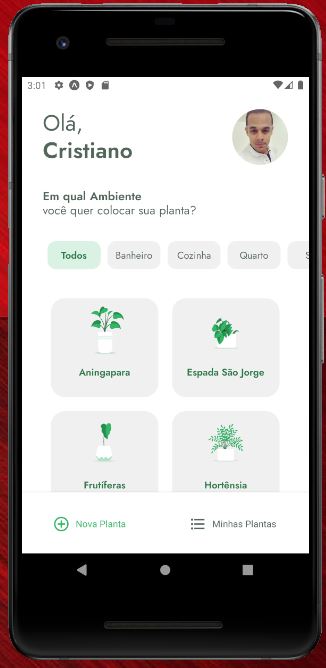 3:01
Olá,
Cristiano
Em qual Ambiente
você quer colocar sua planta?
Todos Banheiro Cozinha Quarto S
Aningapara Espada São Jorge
Frutíferas Hortênsia
Nova Planta Minhas Plantas